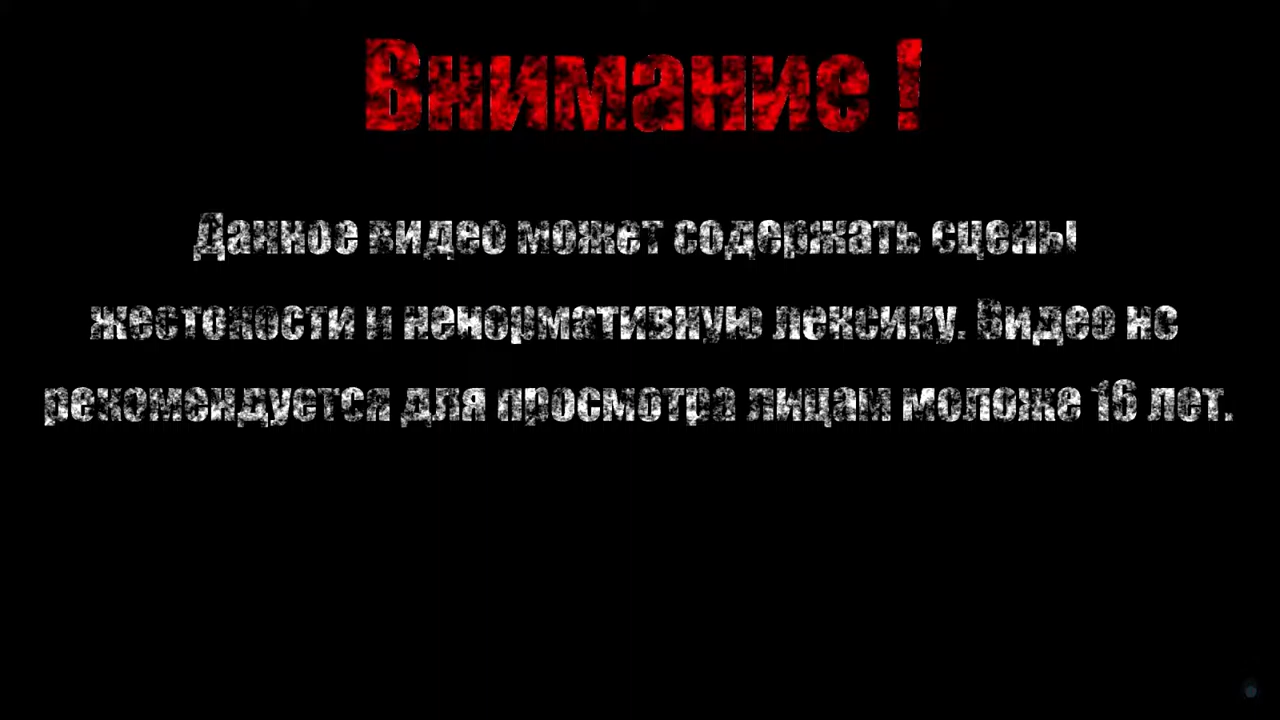 Внимание !
Данное видео может содержать сцены
жестокости и ненормативную лексику. Видео не
рекомендуется для просмотра лицам моложе 16 лет.